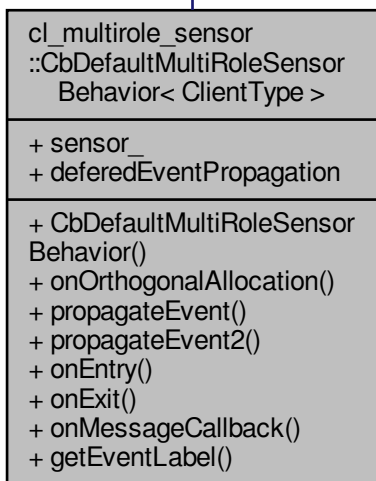 cl_multirole_sensor
::CbDefaultMultiRoleSensor
Behavior< ClientType >
+ sensor_
+ deferedEventPropagation
+ CbDefaultMultiRoleSensor
Behavior()
+ onOrthogonalAllocation()
+ propagateEvent()
+ propagateEvent2()
+ onEntry()
+ onExit()
+ onMessageCallback()
+ getEventLabel()